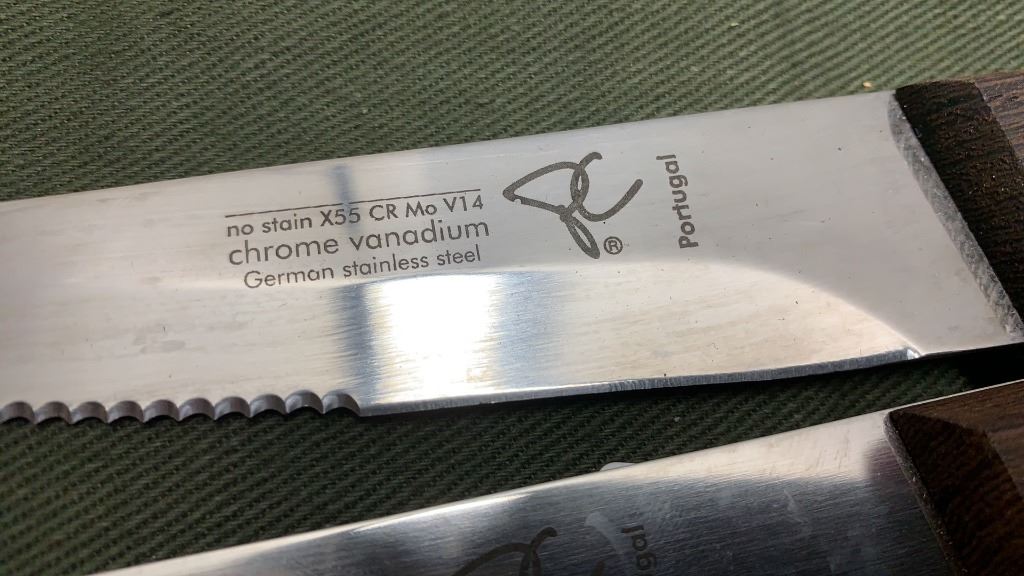 no stain X55 CR Mo V14
chrome vanadium
German stainless steel
®
Portugal